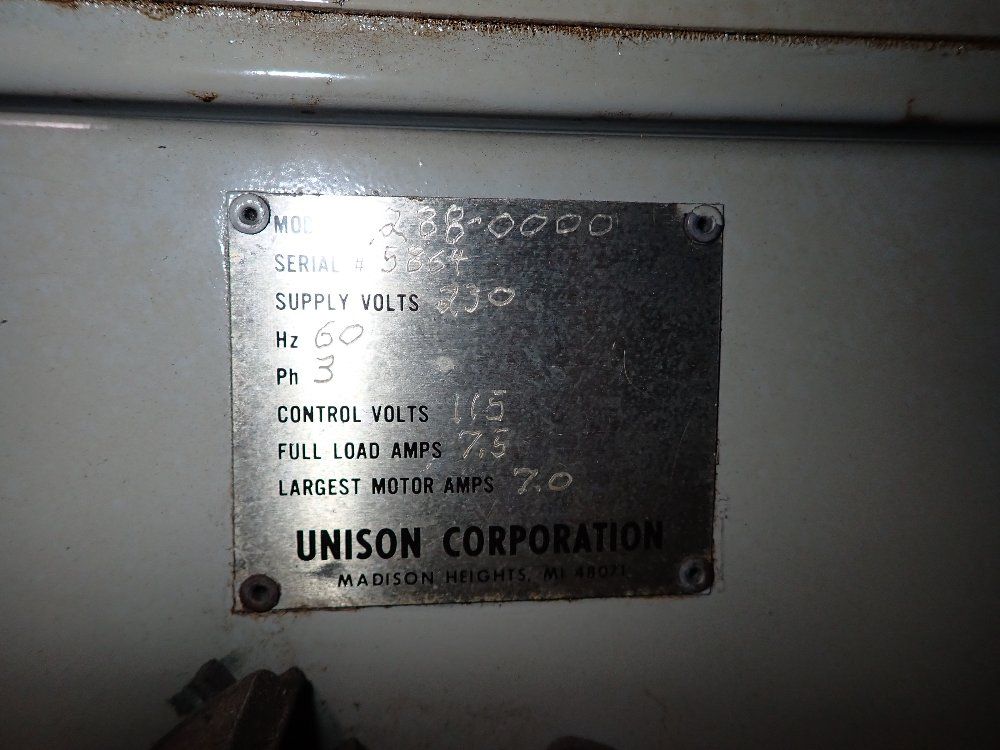 MOD 288-0000
SERIAL # 5864
SUPPLY VOLTS 230
Hz 60
Ph 3
CONTROL VOLTS 115
FULL LOAD AMPS 7.5
LARGEST MOTOR AMPS 7.0
UNISON CORPORATION
MADISON HEIGHTS, MI 48071